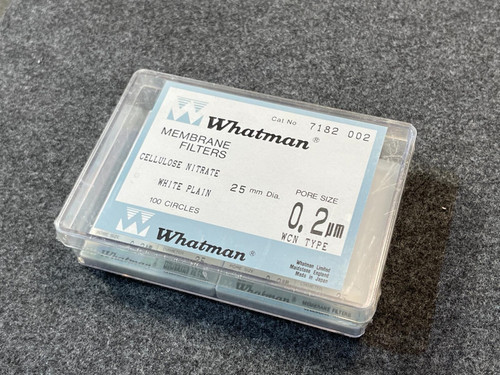 Whatman®
Cat No 7182 002
MEMBRANE
FILTERS
CELLULOSE NITRATE
WHITE PLAIN 25 mm Dia. PORE SIZE
100 CIRCLES 0.2µm
WCN TYPE
Whatman®
Whatman Limited
Maidstone England
Made in Japan
Whatman